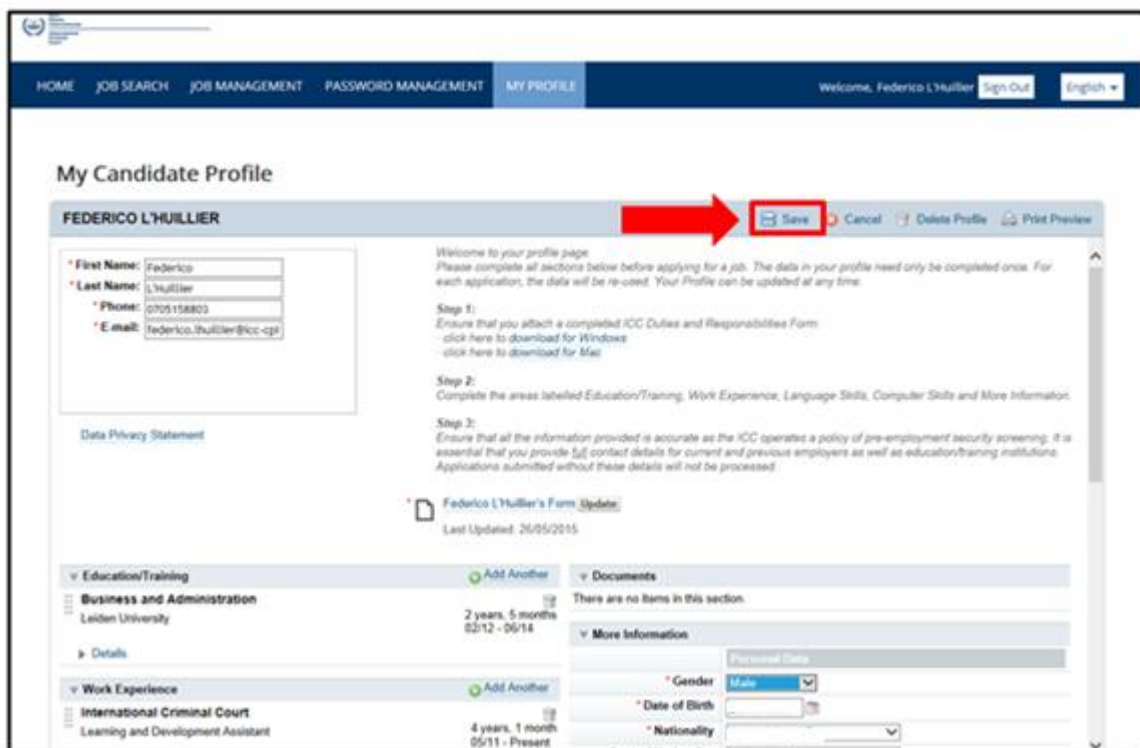 HOME JOB SEARCH JOB MANAGEMENT PASSWORD MANAGEMENT MY PROFILE Welcome, Federico L'Huillier Sign Out English
My Candidate Profile
FEDERICO L'HUILLIER Save Cancel Delete Profile Print Preview
* First Name: Federico
* Last Name: L'Huillier
* Phone: 0705158803
* E-mail: federico.lhuillier@icc-cpi
Data Privacy Statement
Welcome to your profile page.
Please complete all sections below before applying for a job. The data in your profile need only be completed once. For
each application, the data will be re-used. Your Profile can be updated at any time.
Step 1:
Ensure that you attach a completed ICC Duties and Responsibilities Form:
- click here to download for Windows
- click here to download for Mac
Step 2:
Complete the areas labelled Education/Training, Work Experience, Language Skills, Computer Skills and More Information.
Step 3:
Ensure that all the information provided is accurate as the ICC operates a policy of pre-employment security screening. It is
essential that you provide full contact details for current and previous employers as well as education/training institutions.
Applications submitted without these details will not be processed.
* Federico L'Huillier's Form Update
Last Updated: 26/05/2015
Education/Training Add Another
Business and Administration
Leiden University
2 years, 5 months
02/12 - 06/14
Details
Work Experience Add Another
International Criminal Court
Learning and Development Assistant
4 years, 1 month
05/11 - Present
Documents
There are no items in this section.
More Information
Personal Data
* Gender Male
* Date of Birth
* Nationality